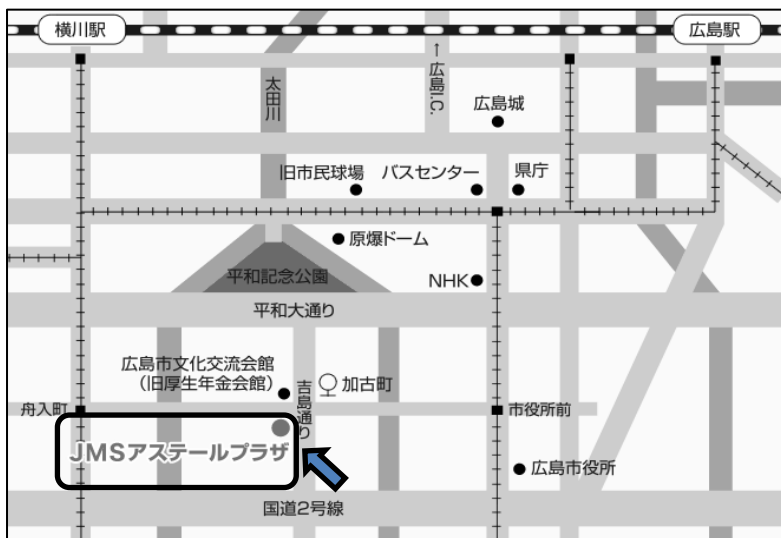 横川駅
広島駅
太田川
←広島I.C.
広島城
旧市民球場
バスセンター
県庁
原爆ドーム
平和記念公園
NHK
平和大通り
広島市文化交流会館
（旧厚生年金会館）
吉島通り
加古町
舟入町
市役所前
JMSアステールプラザ
広島市役所
国道2号線